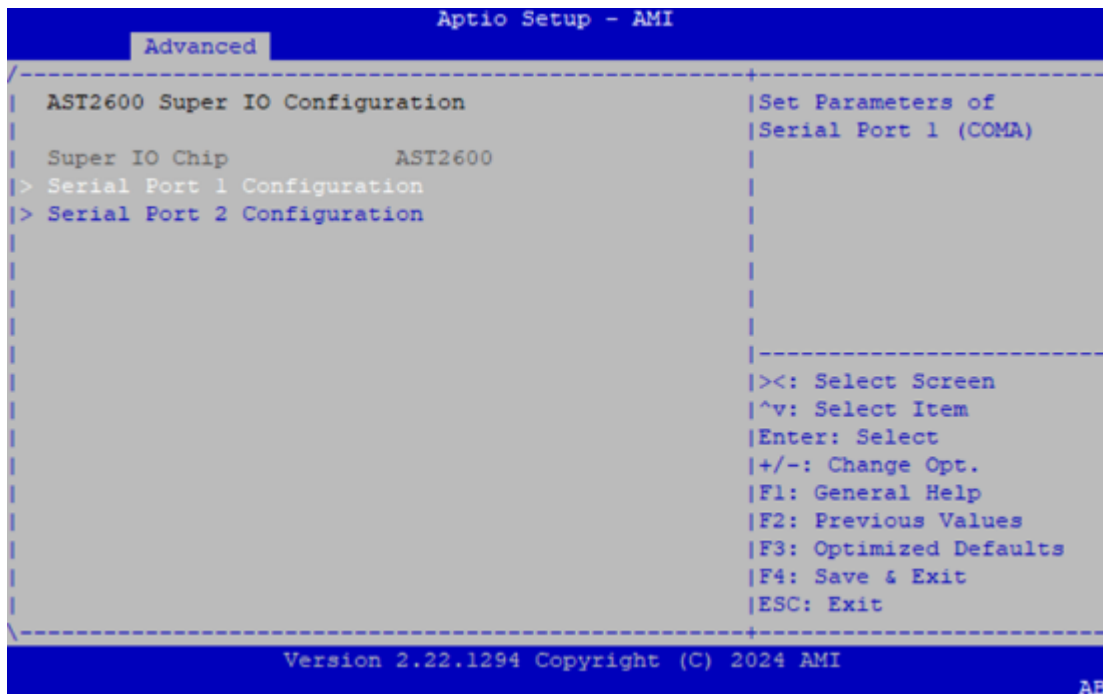 Aptio Setup - AMI
Advanced
AST2600 Super IO Configuration
Super IO Chip AST2600
> Serial Port 1 Configuration
> Serial Port 2 Configuration
Set Parameters of
Serial Port 1 (COMA)
><: Select Screen
^v: Select Item
Enter: Select
+/-: Change Opt.
F1: General Help
F2: Previous Values
F3: Optimized Defaults
F4: Save & Exit
ESC: Exit
Version 2.22.1294 Copyright (C) 2024 AMI